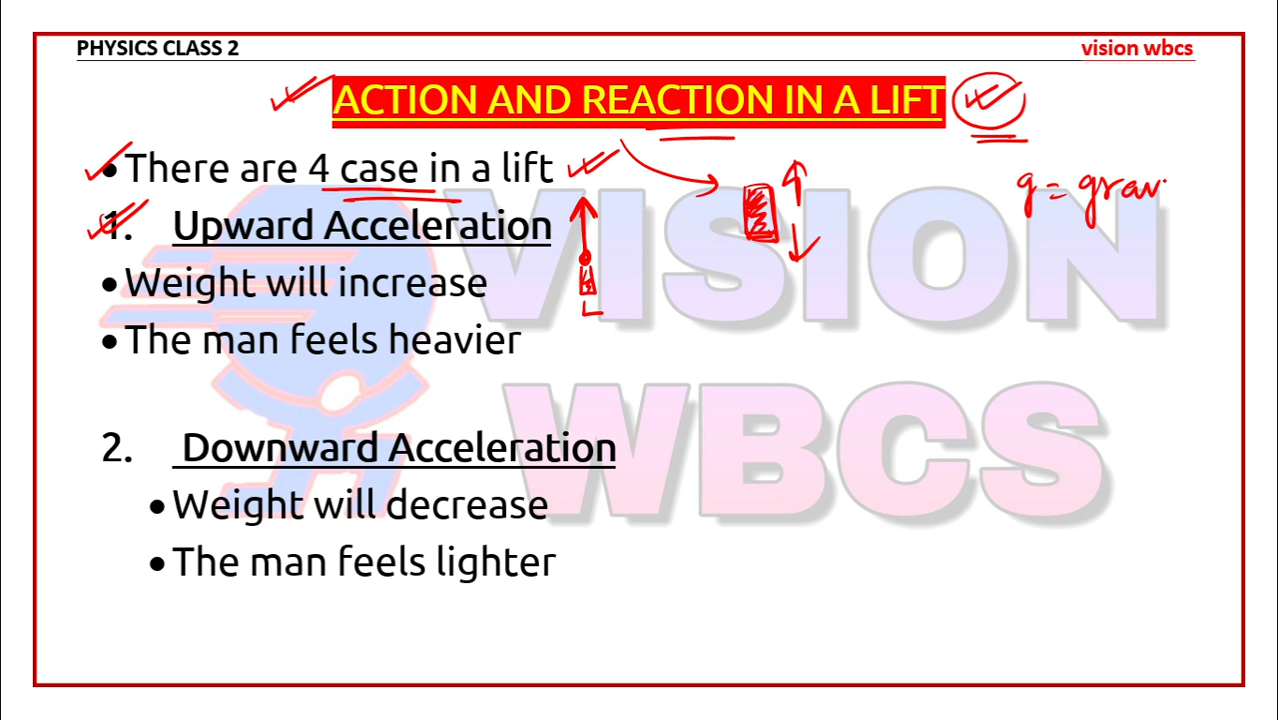 PHYSICS CLASS 2
vision wbcs
ACTION AND REACTION IN A LIFT
•There are 4 case in a lift
g = grav
1. Upward Acceleration
•Weight will increase
•The man feels heavier
2. Downward Acceleration
•Weight will decrease
•The man feels lighter
VISION
WBCS
L